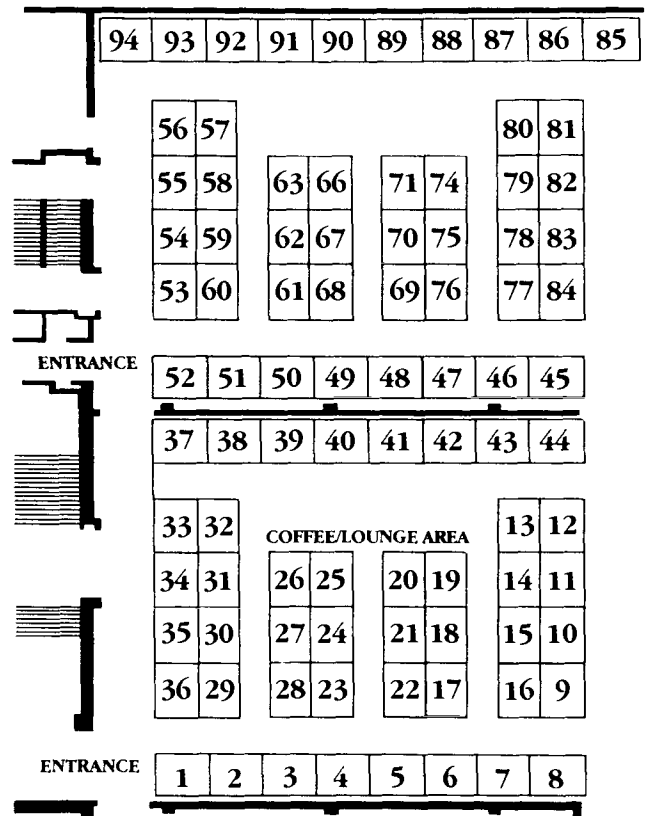 94 93 92 91 90 89 88 87 86 85
56 57 80 81
55 58 63 66 71 74 79 82
54 59 62 67 70 75 78 83
53 60 61 68 69 76 77 84
ENTRANCE
52 51 50 49 48 47 46 45
37 38 39 40 41 42 43 44
33 32 13 12
COFFEE/LOUNGE AREA
34 31 26 25 20 19 14 11
35 30 27 24 21 18 15 10
36 29 28 23 22 17 16 9
ENTRANCE
1 2 3 4 5 6 7 8